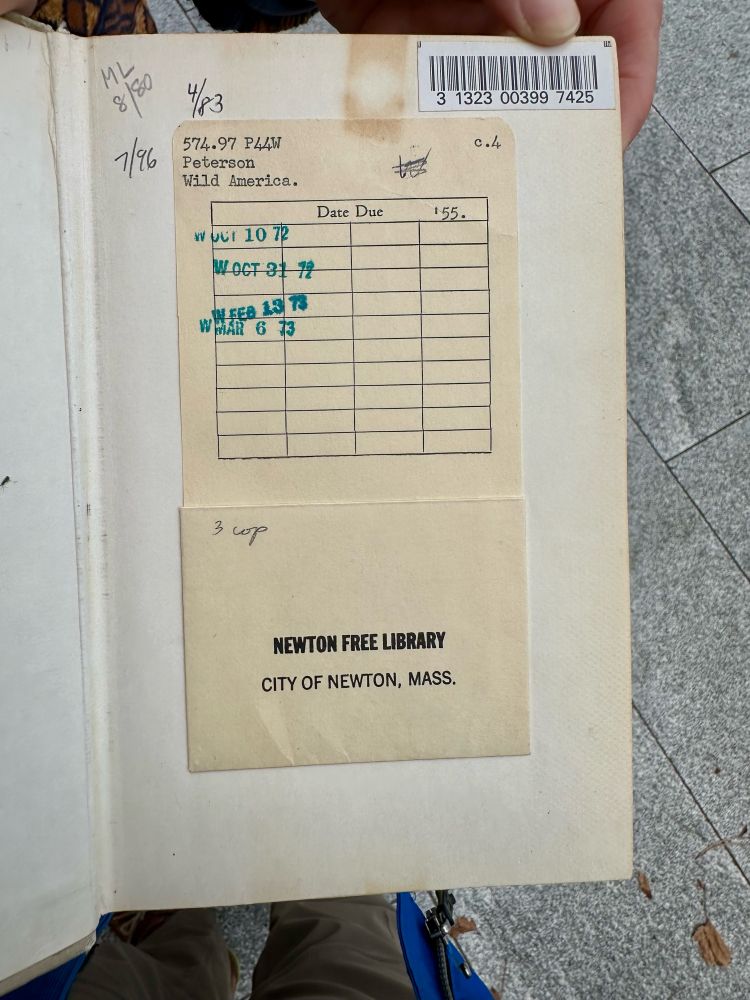 ML
8/80
4/83
7/96
3 1323 00399 7425
574.97 P44W c.4
Peterson
Wild America.
Date Due '55.
W OCT 10 72
W OCT 31 72
W FEB 13 73
W MAR 6 73
3 cop
NEWTON FREE LIBRARY
CITY OF NEWTON, MASS.